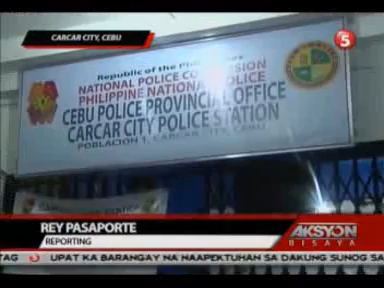 CARCAR CITY, CEBU
5
Republic of the Philippines
NATIONAL POLICE COMMISSION
PHILIPPINE NATIONAL POLICE
CEBU POLICE PROVINCIAL OFFICE
CARCAR CITY POLICE STATION
POBLACION 1, CARCAR CITY, CEBU
REY PASAPORTE
REPORTING
AKSYON
BISAYA
UPAT KA BARANGAY NA NAAPEKTUHAN SA DAKUNG SUNOG SA